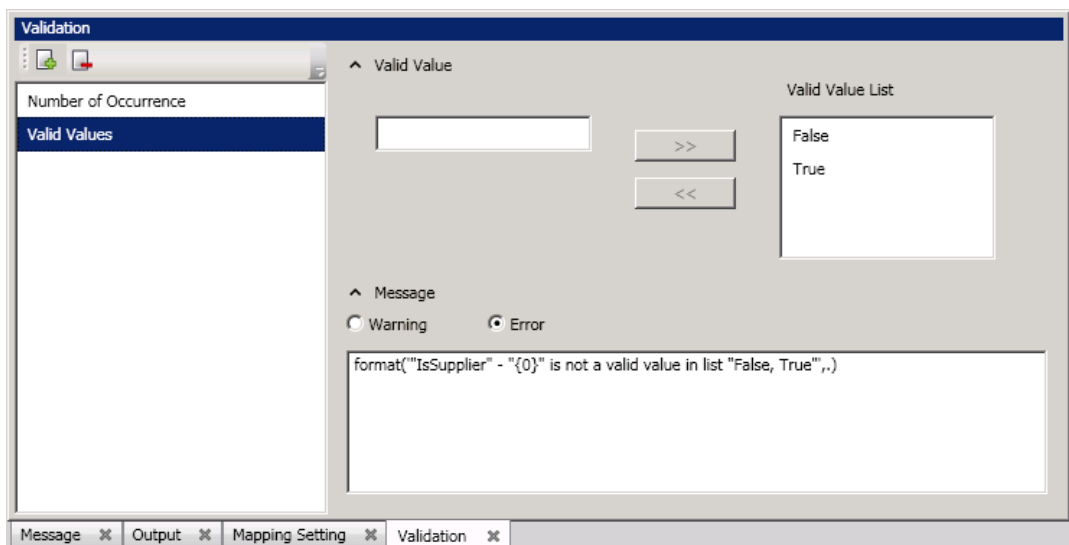 Validation
Number of Occurrence
Valid Values
Valid Value
Valid Value List
>>
<<
False
True
Message
Warning
Error
format('"IsSupplier" - "{0}" is not a valid value in list "False, True"',.)
Message
Output
Mapping Setting
Validation